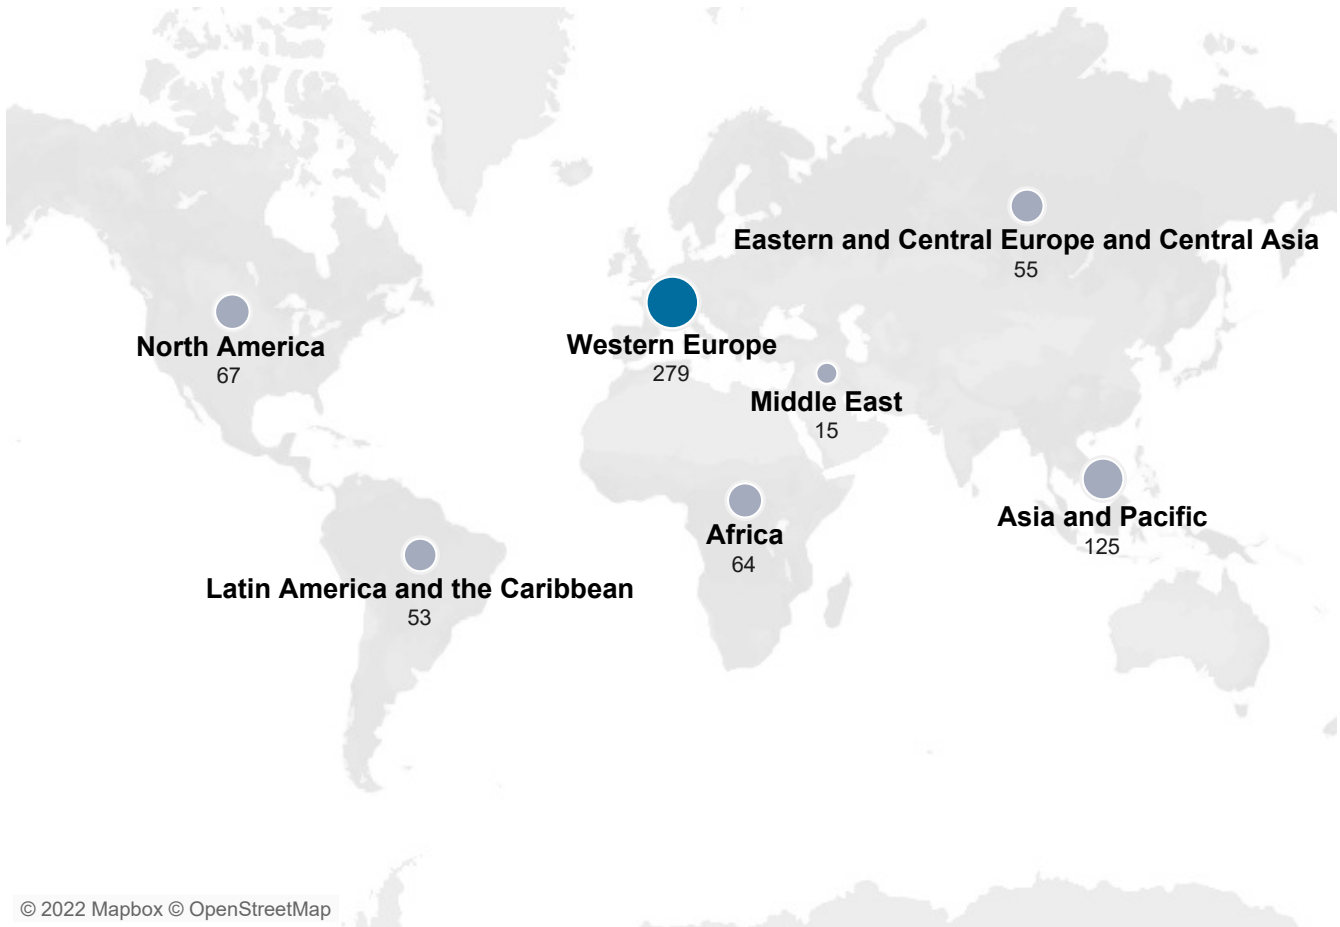 Eastern and Central Europe and Central Asia
55
North America
67
Western Europe
279
Middle East
15
Asia and Pacific
125
Africa
64
Latin America and the Caribbean
53
© 2022 Mapbox © OpenStreetMap